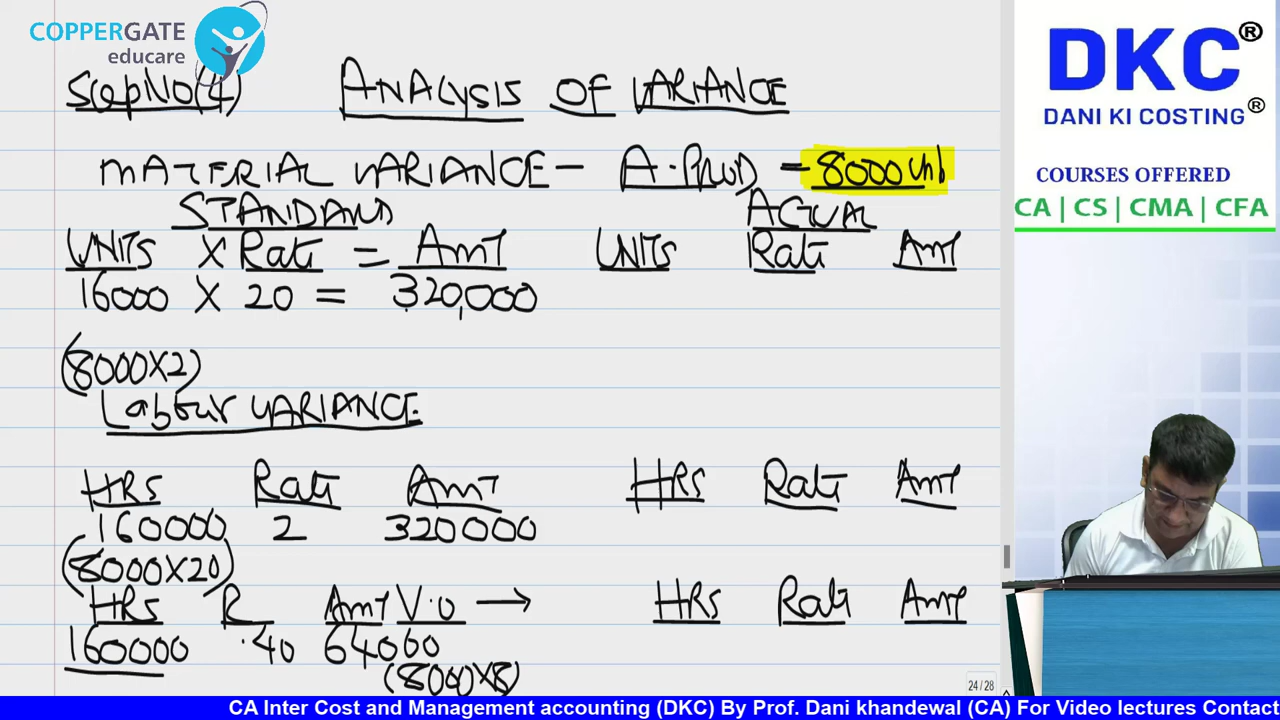 COPPERGATE
educare
StepNo(4) ANALYSIS OF VARIANCE
MATERIAL VARIANCE - A.PROD = 8000 Unit
STANDARD ACTUAL
UNITS X Rate = AMT UNITS Rate AMT
16000 X 20 = 320,000
(8000X2)
Labour VARIANCE
HRS Rate AMT HRS Rate AMT
160000 2 320000
(8000X20)
HRS R AMT V.O → HRS Rate AMT
160000 .40 64000
(8000X8)
24 / 28
DKC®
DANI KI COSTING®
COURSES OFFERED
CA | CS | CMA | CFA
CA Inter Cost and Management accounting (DKC) By Prof. Dani khandewal (CA) For Video lectures Contact